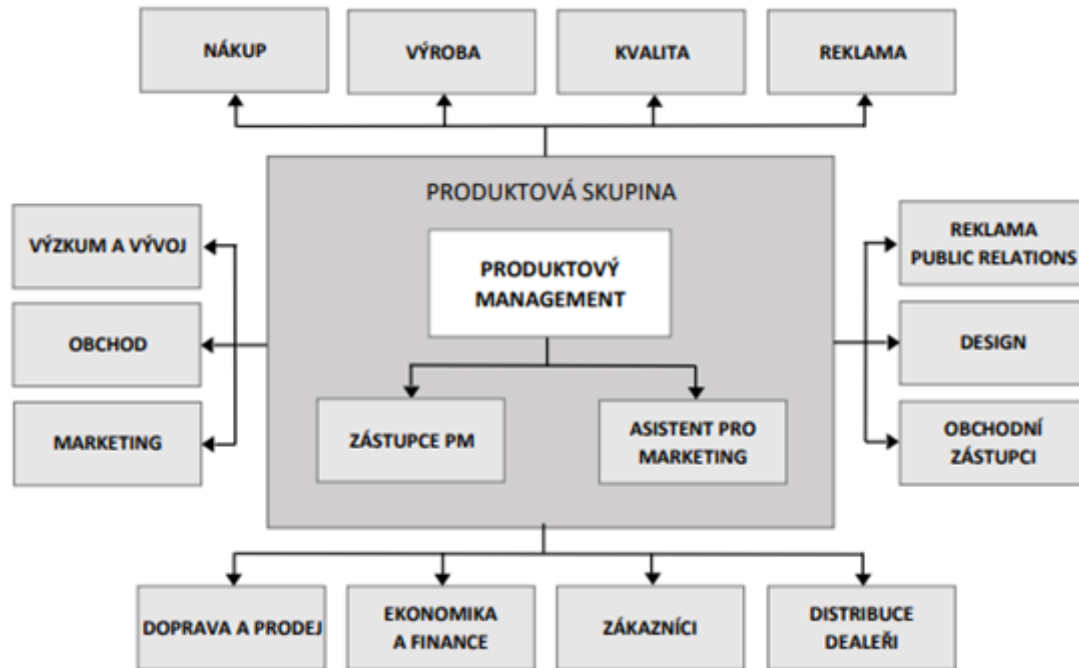 NÁKUP
VÝROBA
KVALITA
REKLAMA
PRODUKTOVÁ SKUPINA
VÝZKUM A VÝVOJ
OBCHOD
MARKETING
PRODUKTOVÝ
MANAGEMENT
ZÁSTUPCE PM
ASISTENT PRO
MARKETING
REKLAMA
PUBLIC RELATIONS
DESIGN
OBCHODNÍ
ZÁSTUPCI
DOPRAVA A PRODEJ
EKONOMIKA
A FINANCE
ZÁKAZNÍCI
DISTRIBUCE
DEALEŘI